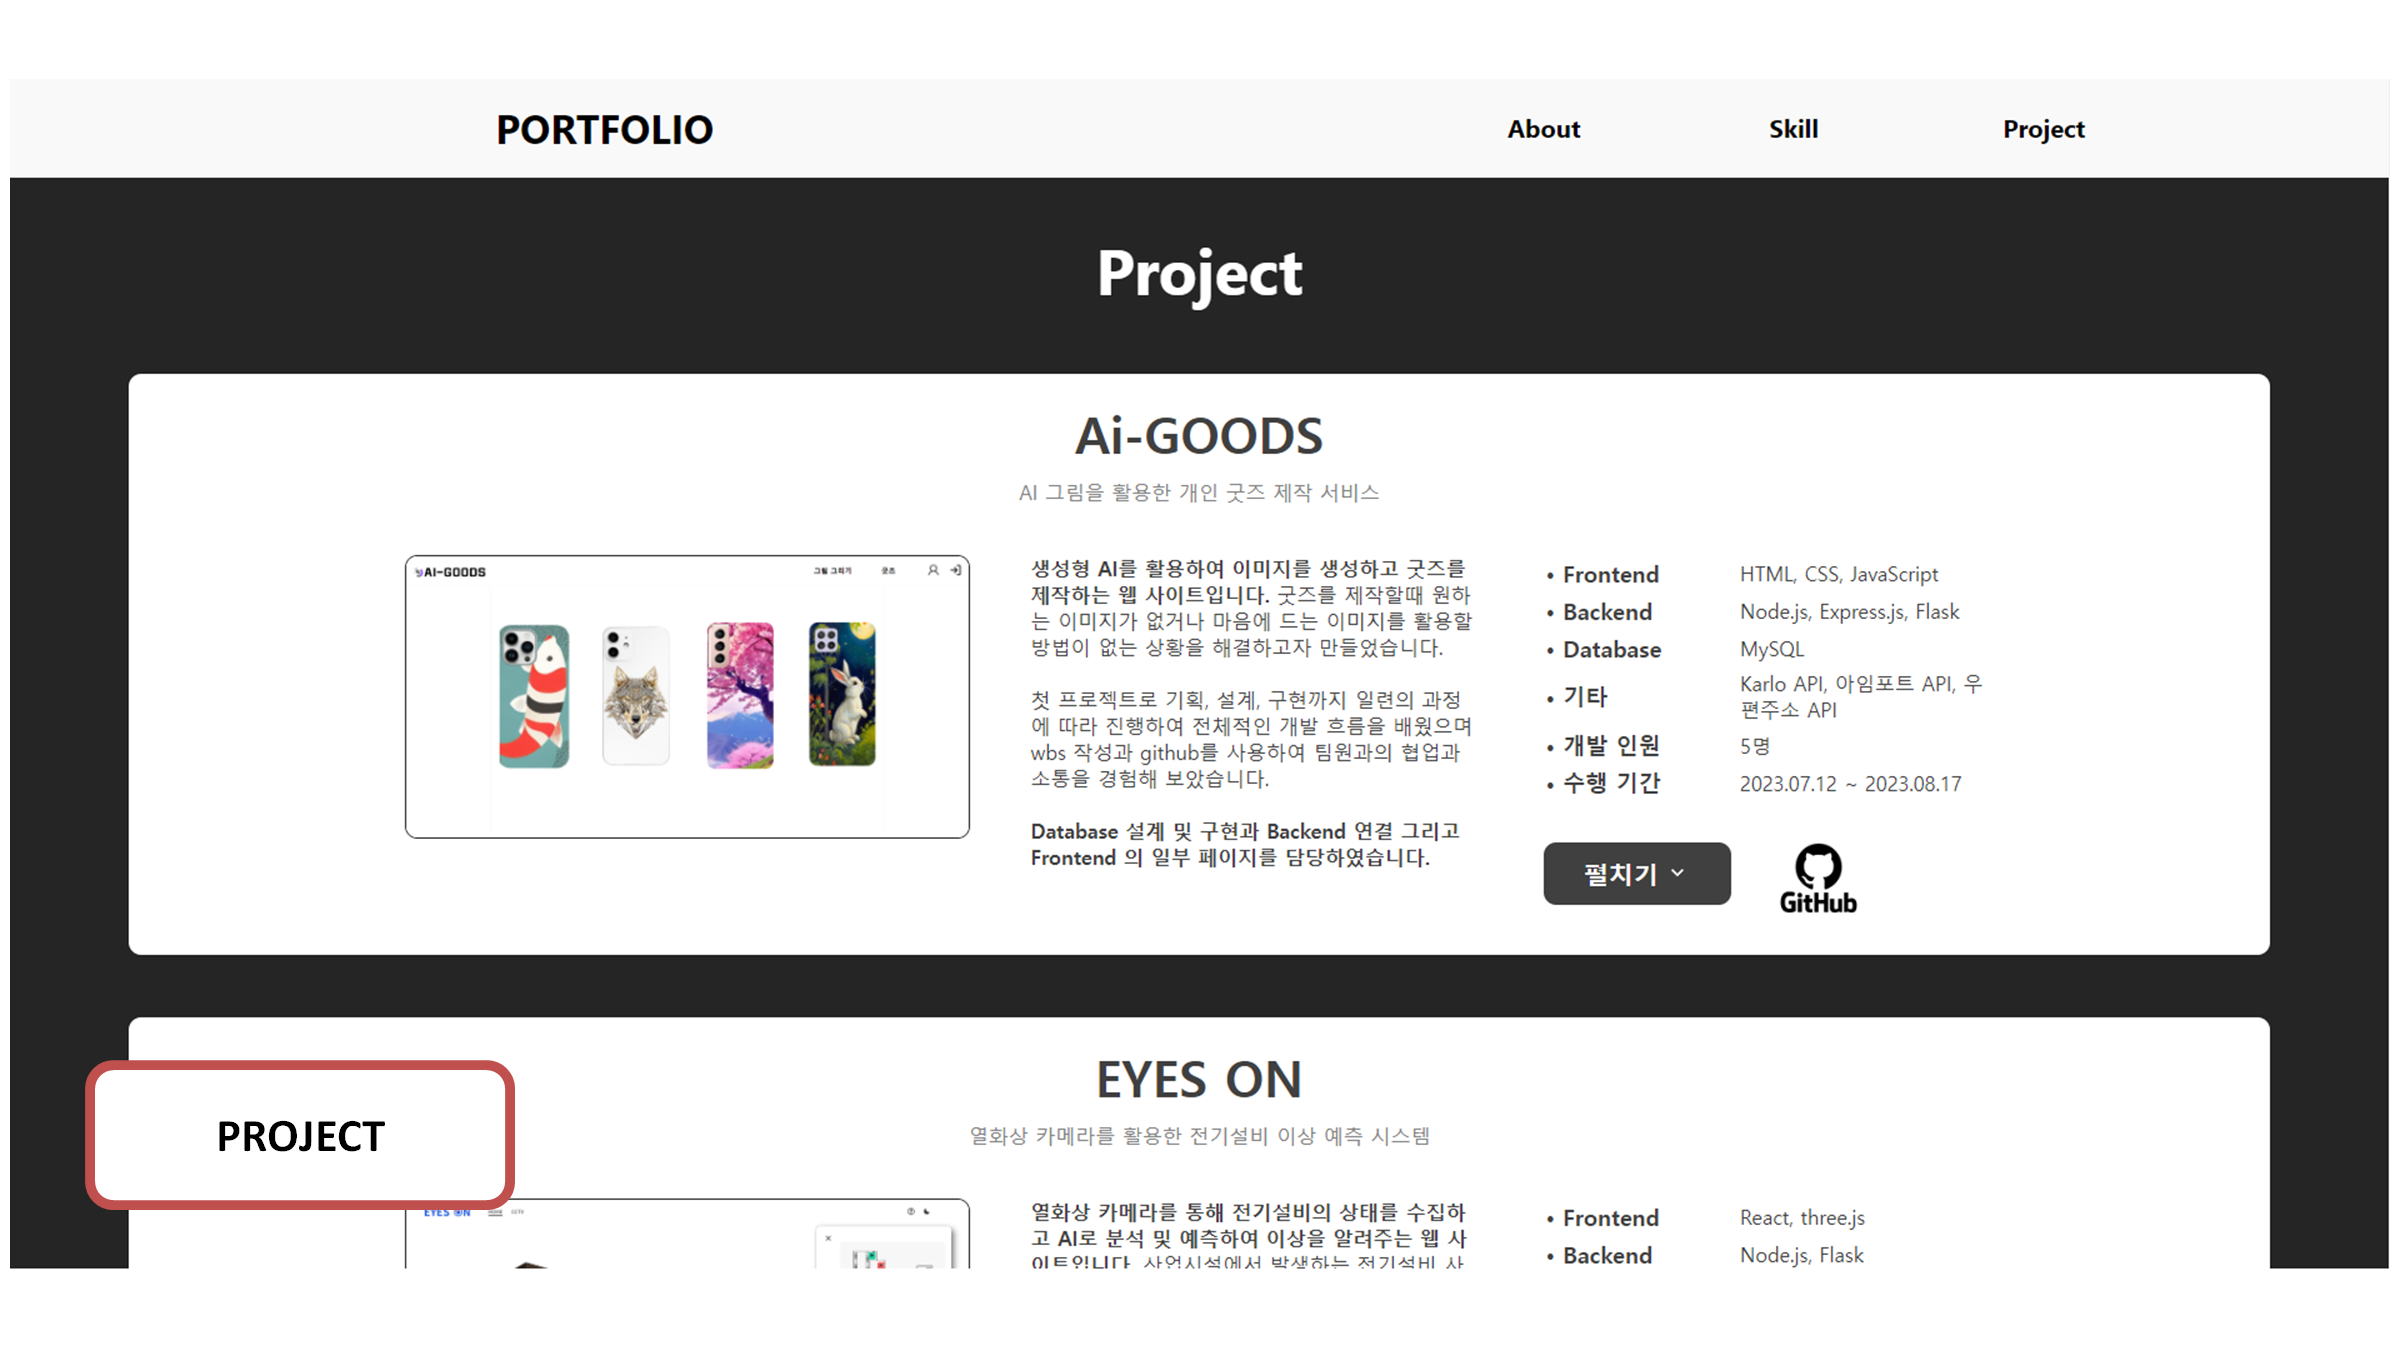 PORTFOLIO
About
Skill
Project
Project
Ai-GOODS
AI 그림을 활용한 개인 굿즈 제작 서비스
AI-GOODS
그림 그리기
굿즈
생성형 AI를 활용하여 이미지를 생성하고 굿즈를
제작하는 웹 사이트입니다. 굿즈를 제작할때 원하
는 이미지가 없거나 마음에 드는 이미지를 활용할
방법이 없는 상황을 해결하고자 만들었습니다.
첫 프로젝트로 기획, 설계, 구현까지 일련의 과정
에 따라 진행하여 전체적인 개발 흐름을 배웠으며
wbs 작성과 github를 사용하여 팀원과의 협업과
소통을 경험해 보았습니다.
Database 설계 및 구현과 Backend 연결 그리고
Frontend 의 일부 페이지를 담당하였습니다.
• Frontend HTML, CSS, JavaScript
• Backend Node.js, Express.js, Flask
• Database MySQL
• 기타 Karlo API, 아임포트 API, 우
편주소 API
• 개발 인원 5명
• 수행 기간 2023.07.12 ~ 2023.08.17
펼치기
GitHub
EYES ON
열화상 카메라를 활용한 전기설비 이상 예측 시스템
PROJECT
EYES ON
CCTV
열화상 카메라를 통해 전기설비의 상태를 수집하
고 AI로 분석 및 예측하여 이상을 알려주는 웹 사
이트입니다. 산업시설에서 발생하는 전기설비 사
• Frontend React, three.js
• Backend Node.js, Flask